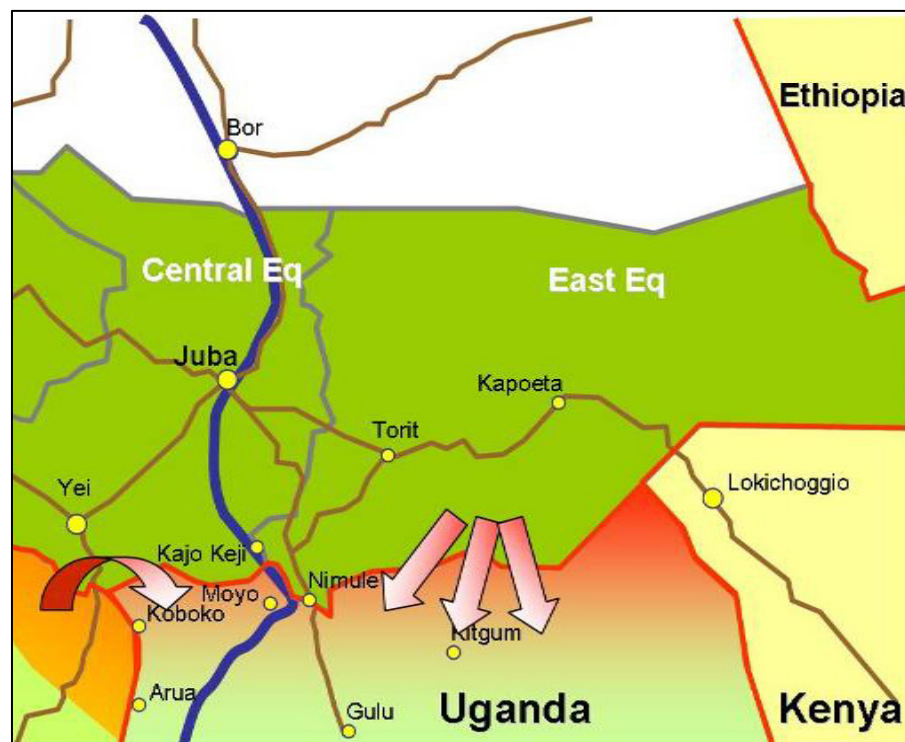 Ethiopia
Bor
Central Eq
East Eq
Juba
Kapoeta
Torit
Lokichoggio
Yei
Kajo Keji
Nimule
Moyo
Koboko
Kitgum
Arua
Gulu
Uganda
Kenya